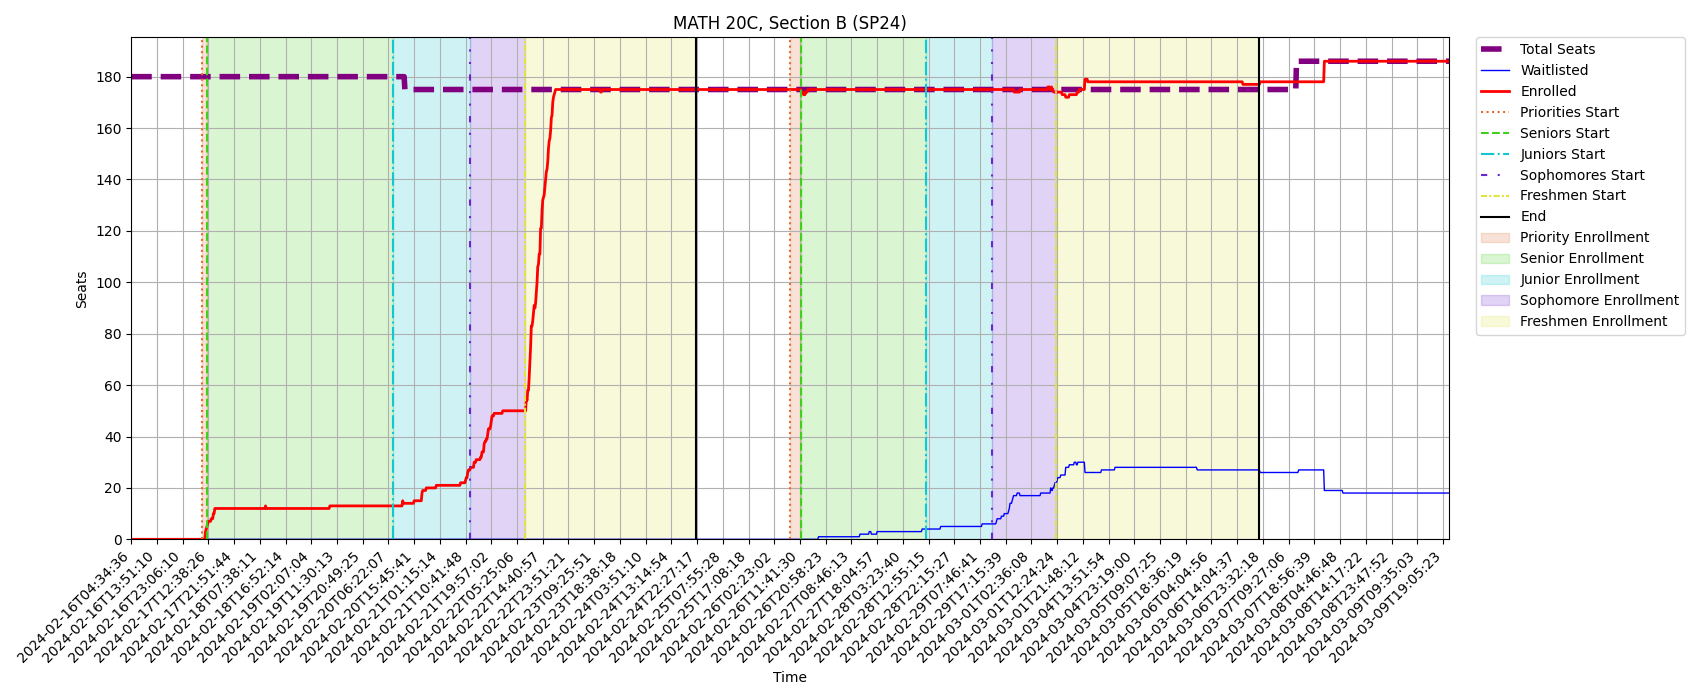 MATH 20C, Section B (SP24)
Seats
180
160
140
120
100
80
60
40
20
0
2024-02-16T04:34:36
2024-02-16T13:51:10
2024-02-16T23:06:10
2024-02-17T12:38:26
2024-02-17T21:51:44
2024-02-18T07:38:11
2024-02-18T16:52:14
2024-02-19T02:07:04
2024-02-19T11:30:13
2024-02-19T20:49:25
2024-02-20T06:22:07
2024-02-20T15:45:41
2024-02-21T01:15:14
2024-02-21T10:41:48
2024-02-21T19:57:02
2024-02-22T05:25:06
2024-02-22T14:40:57
2024-02-22T23:51:21
2024-02-23T09:25:51
2024-02-23T18:38:18
2024-02-24T03:51:10
2024-02-24T13:14:54
2024-02-24T22:27:17
2024-02-25T07:55:28
2024-02-25T17:08:18
2024-02-26T02:23:02
2024-02-26T11:41:30
2024-02-26T20:58:23
2024-02-27T08:46:13
2024-02-27T18:04:57
2024-02-28T03:23:40
2024-02-28T12:55:15
2024-02-28T22:15:27
2024-02-29T07:46:41
2024-02-29T17:15:39
2024-03-01T02:36:08
2024-03-01T12:24:24
2024-03-01T21:48:12
2024-03-04T13:51:54
2024-03-04T23:19:00
2024-03-05T09:07:25
2024-03-05T18:36:19
2024-03-06T04:04:56
2024-03-06T14:04:37
2024-03-06T23:32:18
2024-03-07T09:27:06
2024-03-07T18:56:39
2024-03-08T04:46:48
2024-03-08T14:17:22
2024-03-08T23:47:52
2024-03-09T09:35:03
2024-03-09T19:05:23
Time
Total Seats
Waitlisted
Enrolled
Priorities Start
Seniors Start
Juniors Start
Sophomores Start
Freshmen Start
End
Priority Enrollment
Senior Enrollment
Junior Enrollment
Sophomore Enrollment
Freshmen Enrollment